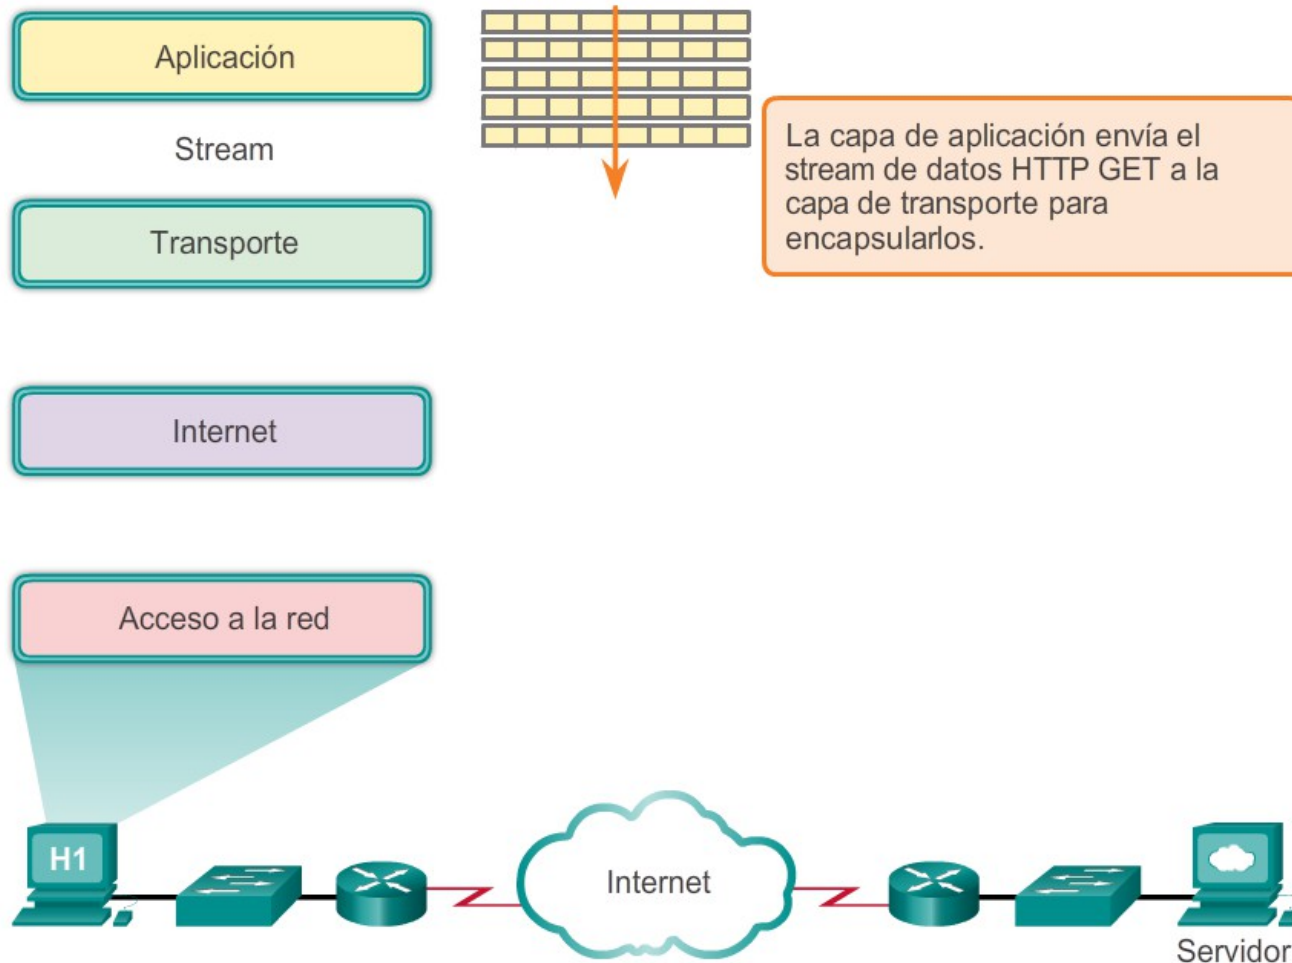 Aplicación
Stream
La capa de aplicación envía el
stream de datos HTTP GET a la
capa de transporte para
encapsularlos.
Transporte
Internet
Acceso a la red
H1
Internet
Servidor